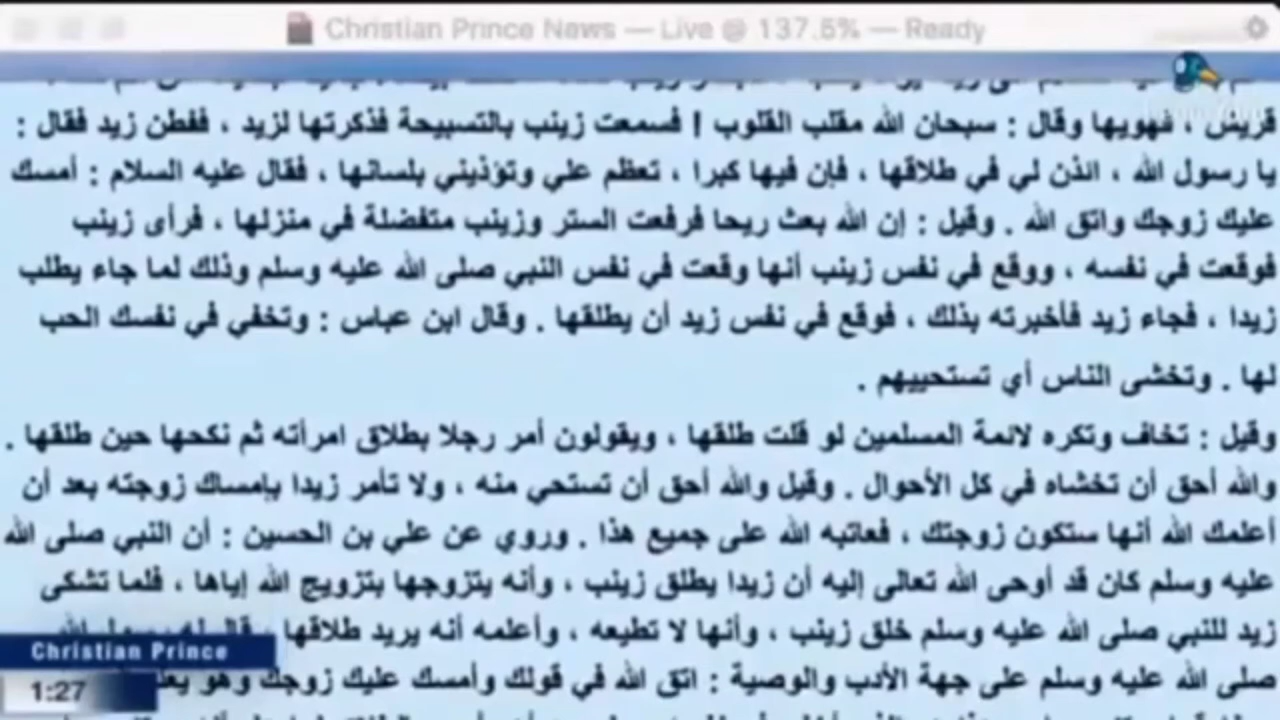 Christian Prince News — Live @ 137.5% — Ready
قريش ، فهويها وقال : سبحان الله مقلب القلوب ! فسمعت زينب بالتسبيحة فذكرتها لزيد ، ففطن زيد فقال :
يا رسول الله ، ائذن لي في طلاقها ، فإن فيها كبرا ، تعظم علي وتؤذيني بلسانها ، فقال عليه السلام : أمسك
عليك زوجك واتق الله . وقيل : إن الله بعث ريحا فرفعت الستر وزينب متفضلة في منزلها ، فرأى زينب
فوقعت في نفسه ، ووقع في نفس زينب أنها وقعت في نفس النبي صلى الله عليه وسلم وذلك لما جاء يطلب
زيدا ، فجاء زيد فأخبرته بذلك ، فوقع في نفس زيد أن يطلقها . وقال ابن عباس : وتخفي في نفسك الحب
لها . وتخشى الناس أي تستحييهم .
وقيل : تخاف وتكره لائمة المسلمين لو قلت طلقها ، ويقولون أمر رجلا بطلاق امرأته ثم نكحها حين طلقها .
والله أحق أن تخشاه في كل الأحوال . وقيل والله أحق أن تستحي منه ، ولا تأمر زيدا بإمساك زوجته بعد أن
أعلمك الله أنها ستكون زوجتك ، فعاتبه الله على جميع هذا . وروي عن علي بن الحسين : أن النبي صلى الله
عليه وسلم كان قد أوحى الله تعالى إليه أن زيدا يطلق زينب ، وأنه يتزوجها بتزويج الله إياها ، فلما تشكى
زيد للنبي صلى الله عليه وسلم خلق زينب ، وأنها لا تطيعه ، وأعلمه أنه يريد طلاقها ، قال له رسول الله
Christian Prince
صلى الله عليه وسلم على جهة الأدب والوصية : اتق الله في قولك وأمسك عليك زوجك وهو
1:27